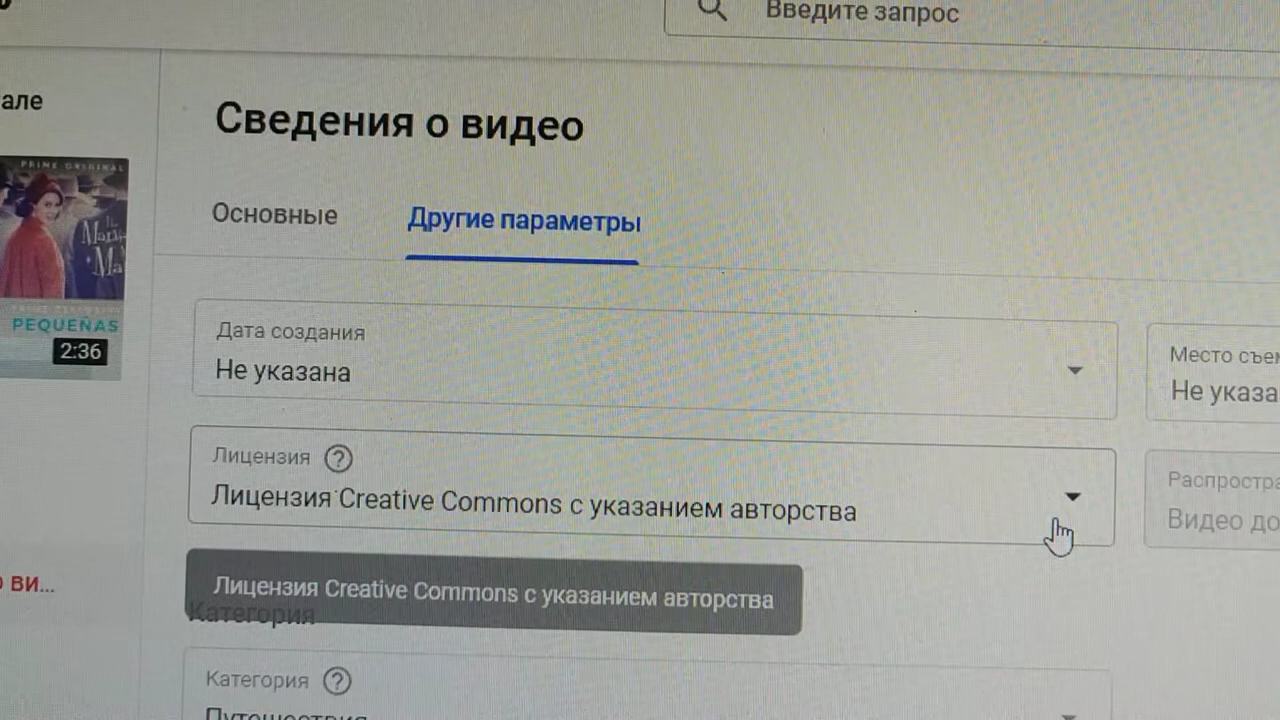 Введите запрос
але
Сведения о видео
PRIME ORIGINAL
Основные
Другие параметры
PEQUEÑAS
2:36
Дата создания
Не указана
Место съем
Не указа
Лицензия ?
Лицензия Creative Commons с указанием авторства
Распростра
Видео до
Лицензия Creative Commons с указанием авторства
Категория
ви...
Категория ?
Путешествия